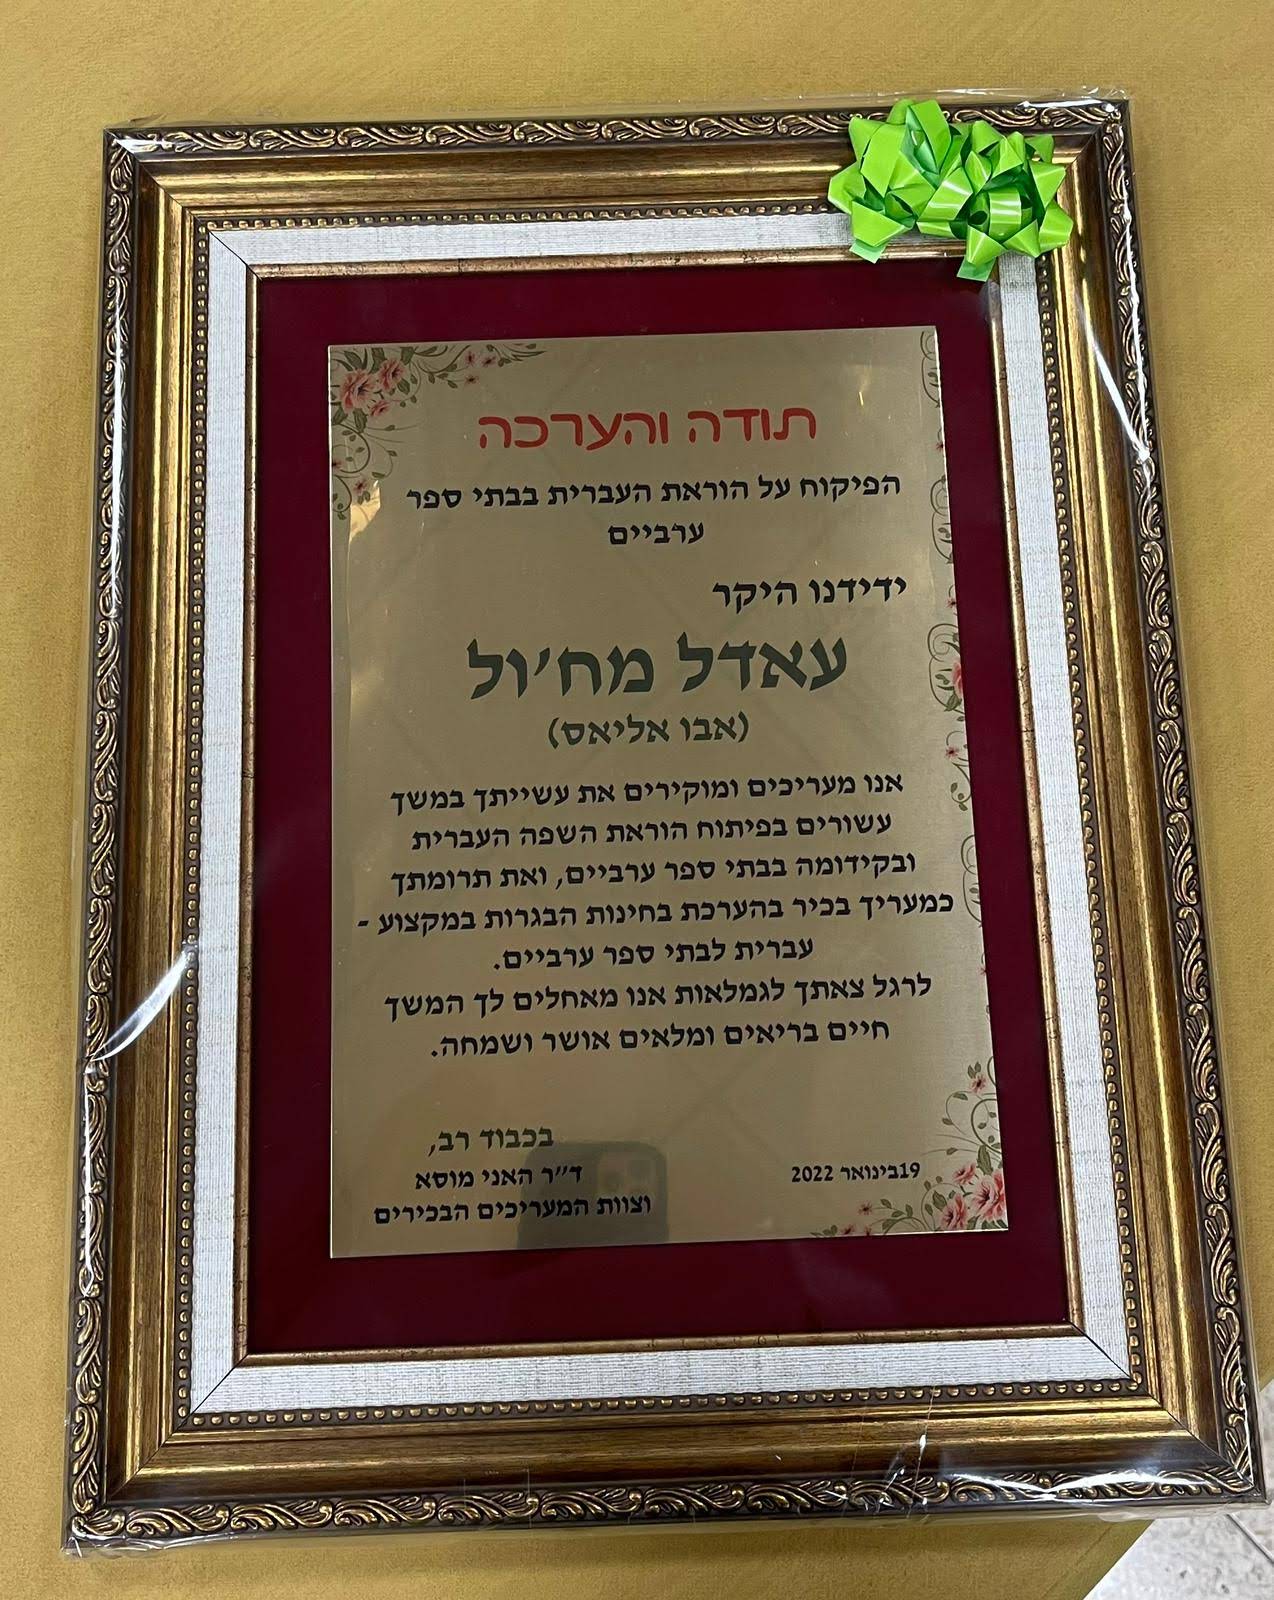 תודה והערכה
הפיקוח על הוראת העברית בבתי ספר
ערביים
ידידנו היקר
עאדל מח'ול
(אבו אליאס)
אנו מעריכים ומוקירים את עשייתך במשך
עשורים בפיתוח הוראת השפה העברית
ובקידומה בבתי ספר ערביים, ואת תרומתך
כמעריך בכיר בהערכת בחינות הבגרות במקצוע -
עברית לבתי ספר ערביים.
לרגל צאתך לגמלאות אנו מאחלים לך המשך
חיים בריאים ומלאים אושר ושמחה.
בכבוד רב,
ד"ר האני מוסא
וצוות המעריכים הבכירים
19בינואר 2022